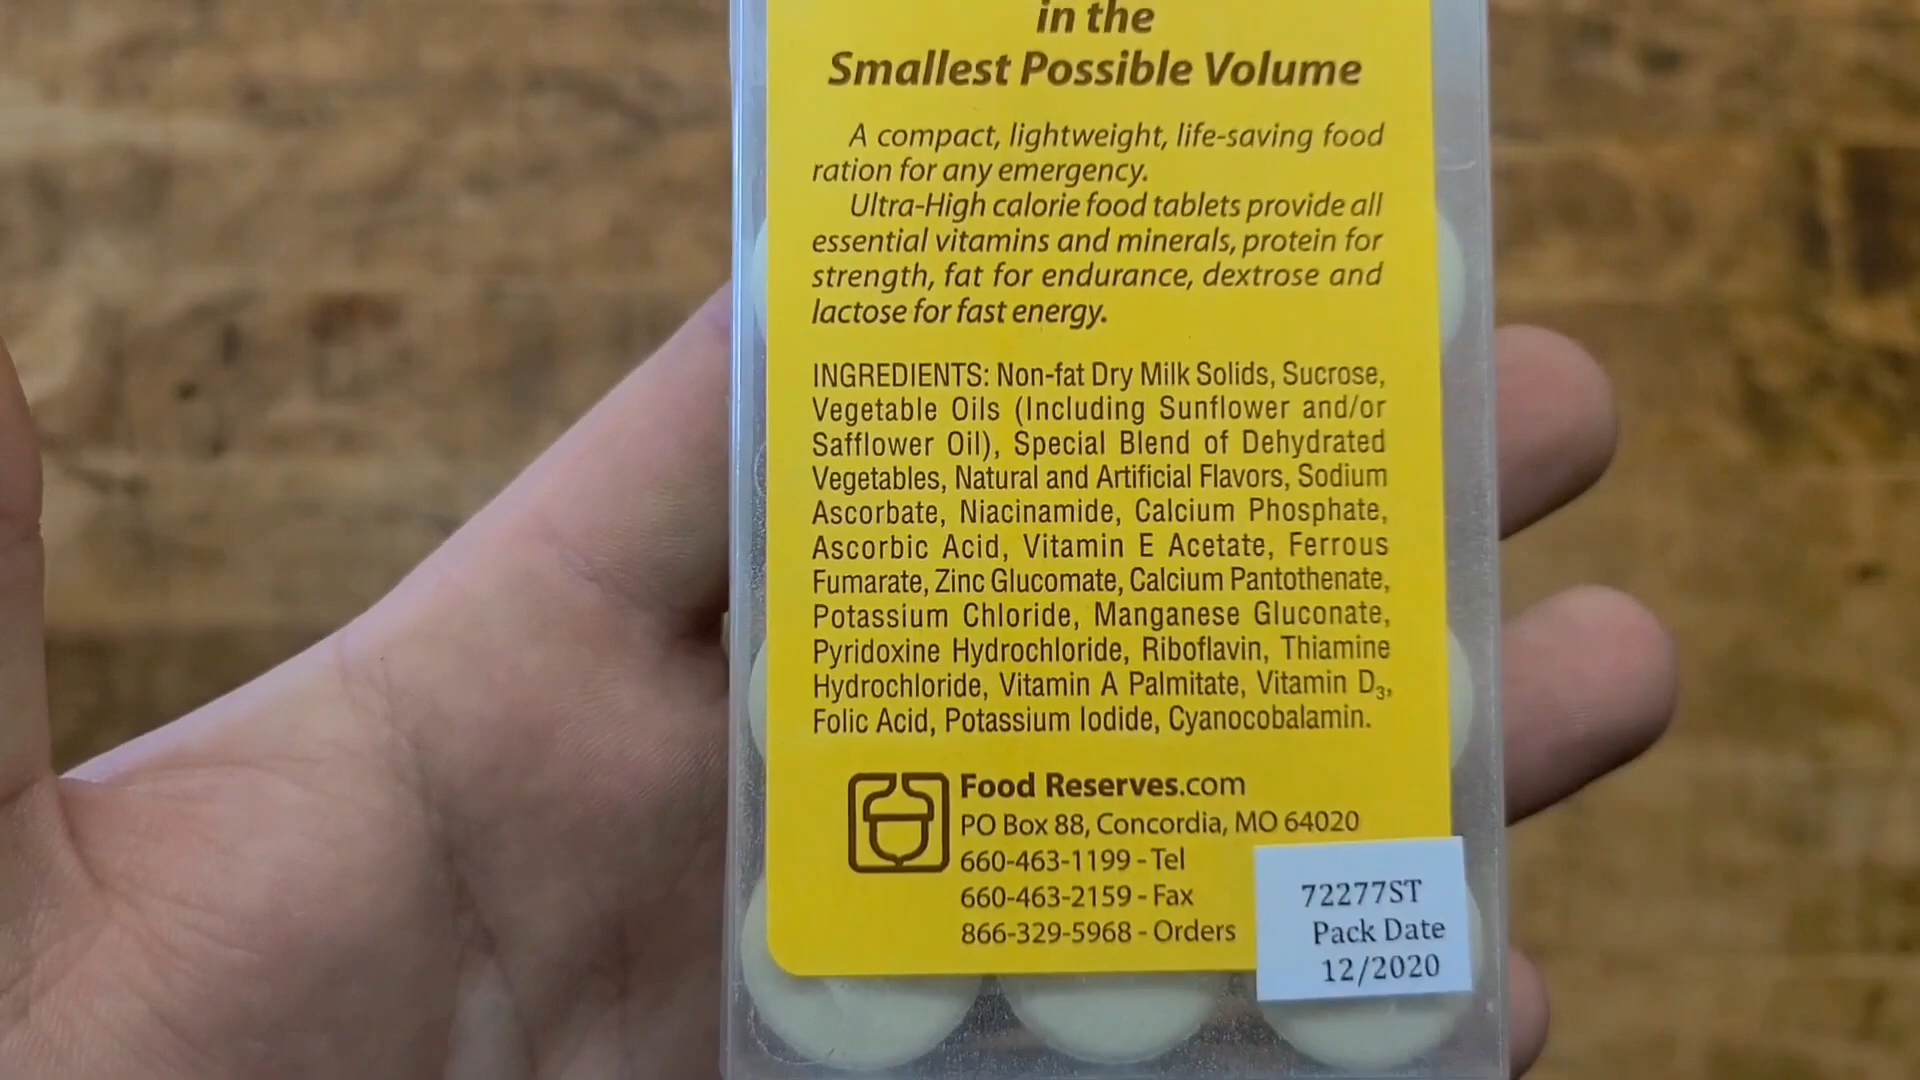 in the
Smallest Possible Volume
A compact, lightweight, life-saving food
ration for any emergency.
Ultra-High calorie food tablets provide all
essential vitamins and minerals, protein for
strength, fat for endurance, dextrose and
lactose for fast energy.
INGREDIENTS: Non-fat Dry Milk Solids, Sucrose,
Vegetable Oils (Including Sunflower and/or
Safflower Oil), Special Blend of Dehydrated
Vegetables, Natural and Artificial Flavors, Sodium
Ascorbate, Niacinamide, Calcium Phosphate,
Ascorbic Acid, Vitamin E Acetate, Ferrous
Fumarate, Zinc Glucomate, Calcium Pantothenate,
Potassium Chloride, Manganese Gluconate,
Pyridoxine Hydrochloride, Riboflavin, Thiamine
Hydrochloride, Vitamin A Palmitate, Vitamin D₃,
Folic Acid, Potassium Iodide, Cyanocobalamin.
Food Reserves.com
PO Box 88, Concordia, MO 64020
660-463-1199 - Tel
660-463-2159 - Fax
866-329-5968 - Orders
72277ST
Pack Date
12/2020